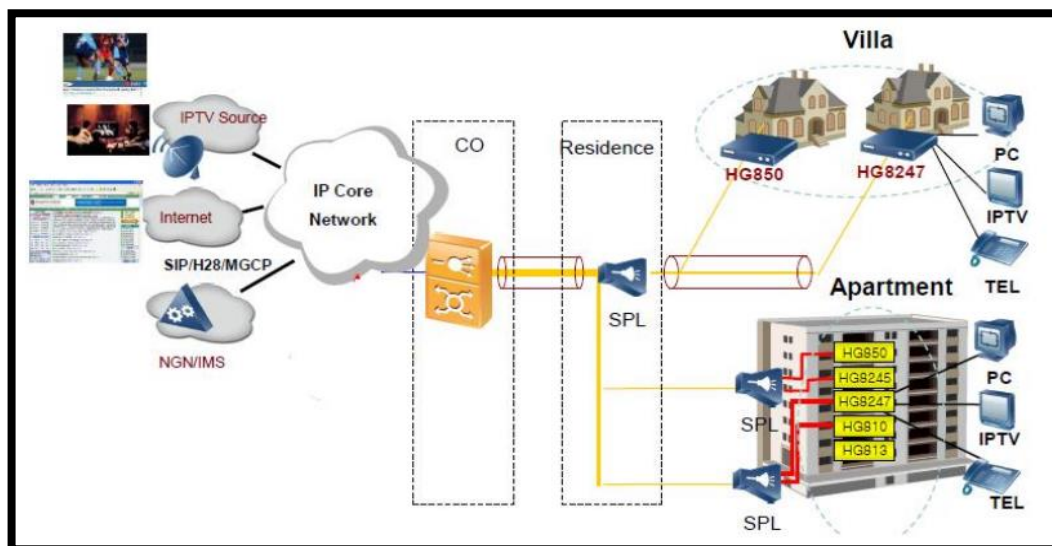 Villa
IPTV Source
CO
Residence
PC
HG850
HG8247
IP Core
Network
Internet
IPTV
SIP/H28/MGCP
TEL
SPL
Apartment
NGN/IMS
HG850
HG8245
HG8247
HG810
HG813
PC
SPL
IPTV
SPL
TEL